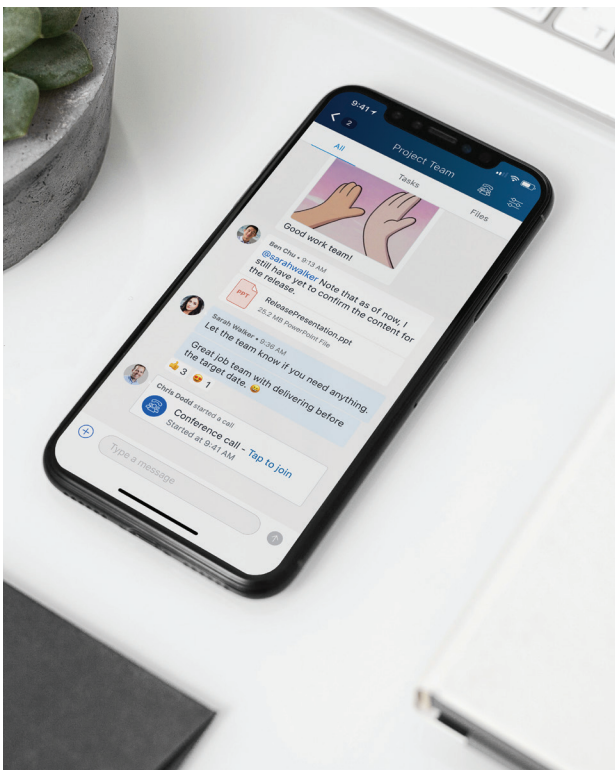 9:41
2
Project Team
All
Tasks
Files
Good work team!
Ben Chu • 9:13 AM
@sarahwalker Note that as of now, I
still have yet to confirm the content for
the release.
PPT
ReleasePresentation.ppt
25.2 MB PowerPoint File
Sarah Walker • 9:36 AM
Let the team know if you need anything.
Great job team with delivering before
the target date. 😄
👍 3 😍 1
Chris Dodd started a call
Conference call - Tap to join
Started at 9:41 AM
Type a message